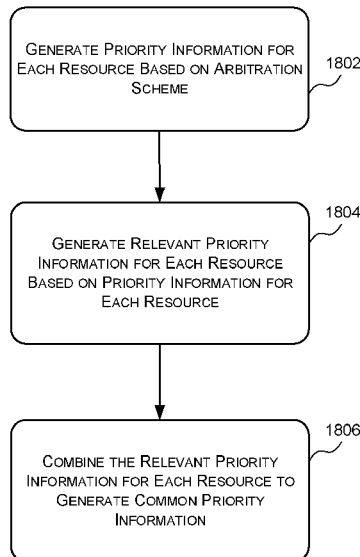 GENERATE PRIORITY INFORMATION FOR
EACH RESOURCE BASED ON ARBITRATION
SCHEME
1802
GENERATE RELEVANT PRIORITY
INFORMATION FOR EACH RESOURCE
BASED ON PRIORITY INFORMATION FOR
EACH RESOURCE
1804
COMBINE THE RELEVANT PRIORITY
INFORMATION FOR EACH RESOURCE TO
GENERATE COMMON PRIORITY
INFORMATION
1806